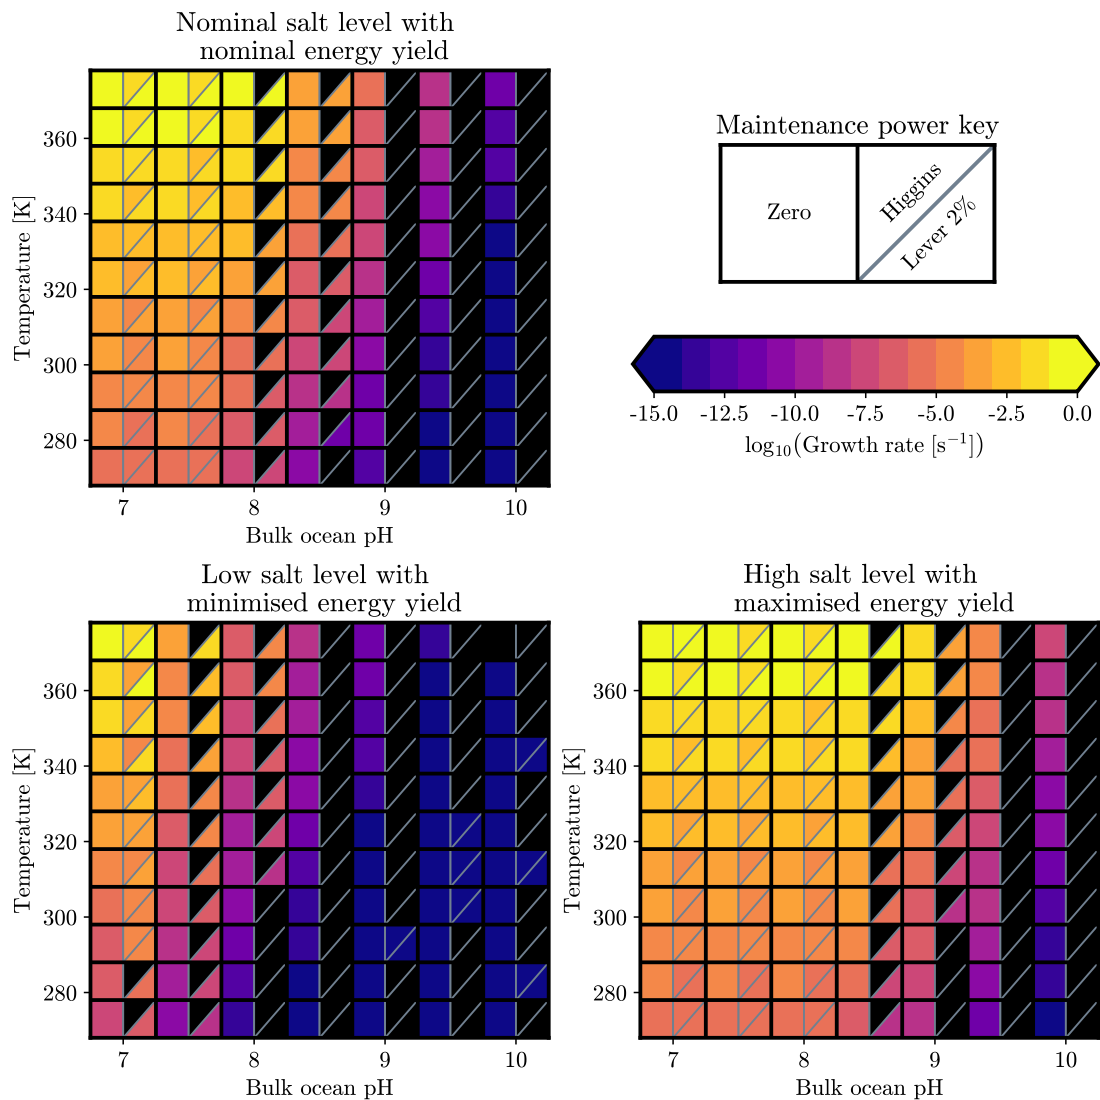 Nominal salt level with
nominal energy yield
Temperature [K]
360
340
320
300
280
7 8 9 10
Bulk ocean pH
Maintenance power key
Zero
Higgins
Lever 2%
-15.0 -12.5 -10.0 -7.5 -5.0 -2.5 0.0
log₁₀(Growth rate [s⁻¹])
Low salt level with
minimised energy yield
Temperature [K]
360
340
320
300
280
7 8 9 10
Bulk ocean pH
High salt level with
maximised energy yield
Temperature [K]
360
340
320
300
280
7 8 9 10
Bulk ocean pH